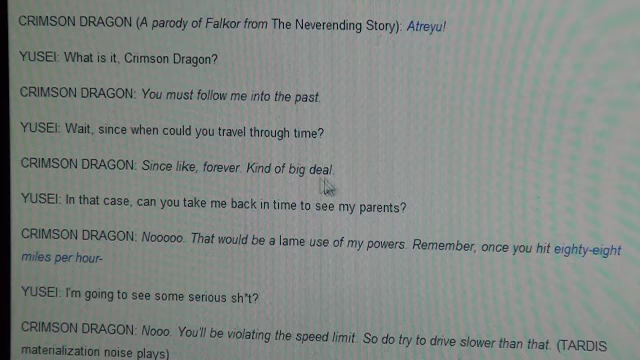 CRIMSON DRAGON (A parody of Falkor from The Neverending Story): Atreyu!
YUSEI: What is it, Crimson Dragon?
CRIMSON DRAGON: You must follow me into the past.
YUSEI: Wait, since when could you travel through time?
CRIMSON DRAGON: Since like, forever. Kind of big deal.
YUSEI: In that case, can you take me back in time to see my parents?
CRIMSON DRAGON: Nooooo. That would be a lame use of my powers. Remember, once you hit eighty-eight
miles per hour-
YUSEI: I'm going to see some serious sh*t?
CRIMSON DRAGON: Nooo. You'll be violating the speed limit. So do try to drive slower than that. (TARDIS
materialization noise plays)